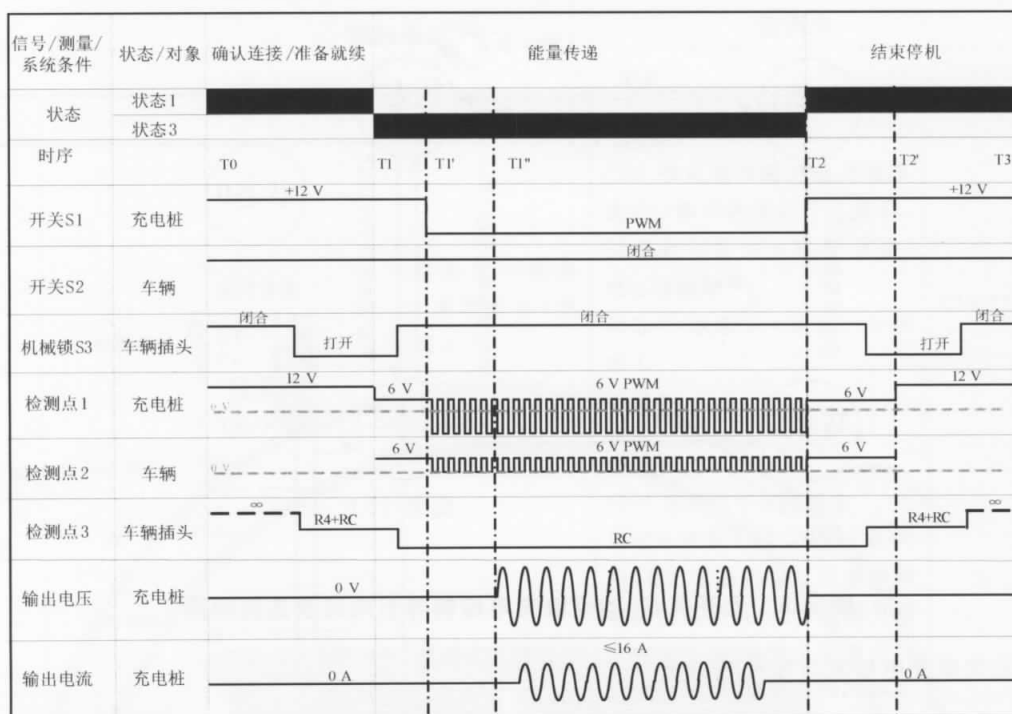 信号/测量/
系统条件
状态/对象
确认连接/准备就续
能量传递
结束停机
状态
状态1
状态3
时序
T0
T1
T1'
T1"
T2
T2'
T3
开关S1
充电桩
+12 V
PWM
+12 V
开关S2
车辆
闭合
机械锁S3
车辆插头
闭合
打开
闭合
打开
闭合
检测点1
充电桩
12 V
6 V
6 V PWM
6 V
12 V
0 V
检测点2
车辆
6 V
6 V PWM
6 V
0 V
检测点3
车辆插头
∞
R4+RC
RC
R4+RC
∞
输出电压
充电桩
0 V
输出电流
充电桩
0 A
≤16 A
0 A